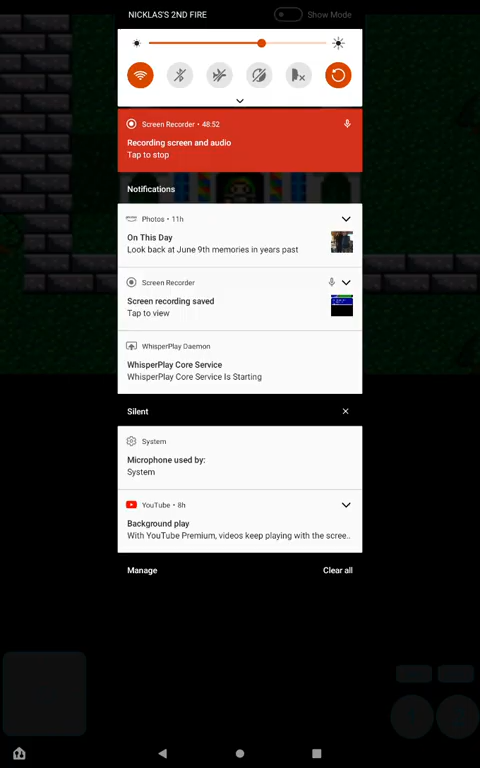 NICKLAS'S 2ND FIRE
Show Mode
Screen Recorder • 48:52
Recording screen and audio
Tap to stop
Notifications
Photos • 11h
On This Day
Look back at June 9th memories in years past
Screen Recorder
Screen recording saved
Tap to view
WhisperPlay Daemon
WhisperPlay Core Service
WhisperPlay Core Service Is Starting
Silent
System
Microphone used by:
System
YouTube • 8h
Background play
With YouTube Premium, videos keep playing with the scree..
Manage
Clear all